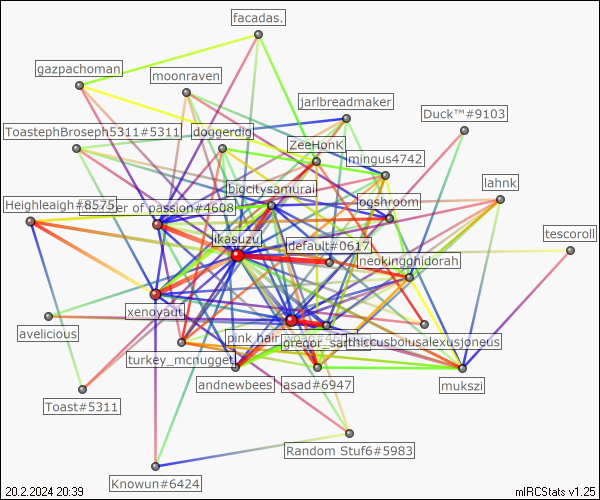 facadas.
gazpachoman
moonraven
jarlbreadmaker
Duck™#9103
ToastephBroseph5311#5311
doggerdig
ZeeHonK
mingus4742
bigcitysamurai
lahnk
Heighleaigh#8575
er of passion#4608
ogshroom
ikasuzu
default#0617
tescoroll
neokingghidorah
xenoyaut
avelicious
pink hair
gregor_sa
thicusbolusalexusjoneus
turkey_mcnugget
andnewbees
asad#6947
mukszi
Toast#5311
Random Stuf6#5983
Knowun#6424
20.2.2024 20:39
mIRCStats v1.25